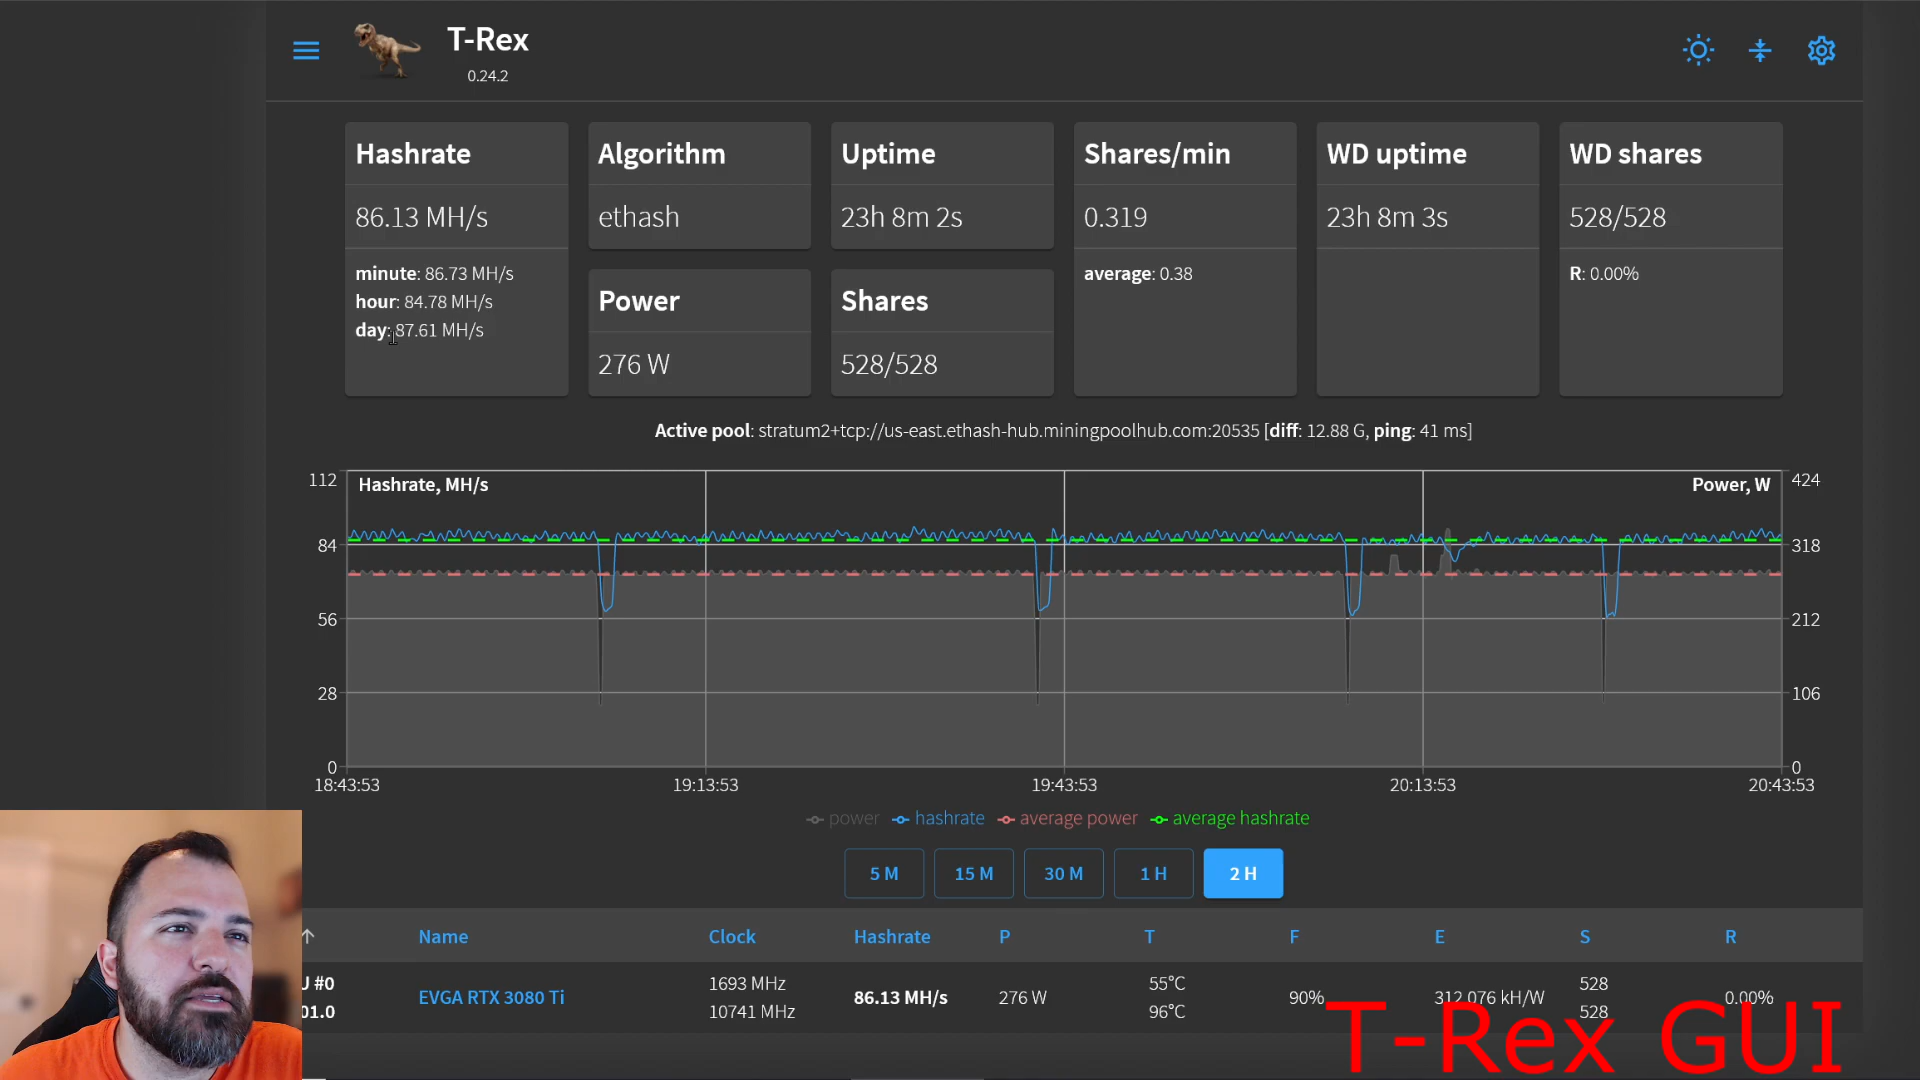 T-Rex
0.24.2
Hashrate
86.13 MH/s
minute: 86.73 MH/s
hour: 84.78 MH/s
day: 87.61 MH/s
Algorithm
ethash
Power
276 W
Uptime
23h 8m 2s
Shares
528/528
Shares/min
0.319
average: 0.38
WD uptime
23h 8m 3s
WD shares
528/528
R: 0.00%
Active pool: stratum2+tcp://us-east.ethash-hub.miningpoolhub.com:20535 [diff: 12.88 G, ping: 41 ms]
Hashrate, MH/s
Power, W
112
84
56
28
0
424
318
212
106
0
18:43:53 19:13:53 19:43:53 20:13:53 20:43:53
power hashrate average power average hashrate
5 M 15 M 30 M 1 H 2 H
Name Clock Hashrate P T F E S R
#0
01.0
EVGA RTX 3080 Ti
1693 MHz
10741 MHz
86.13 MH/s
276 W
55°C
96°C
90%
312.076 kH/W
528
528
0.00%
T-Rex GUI